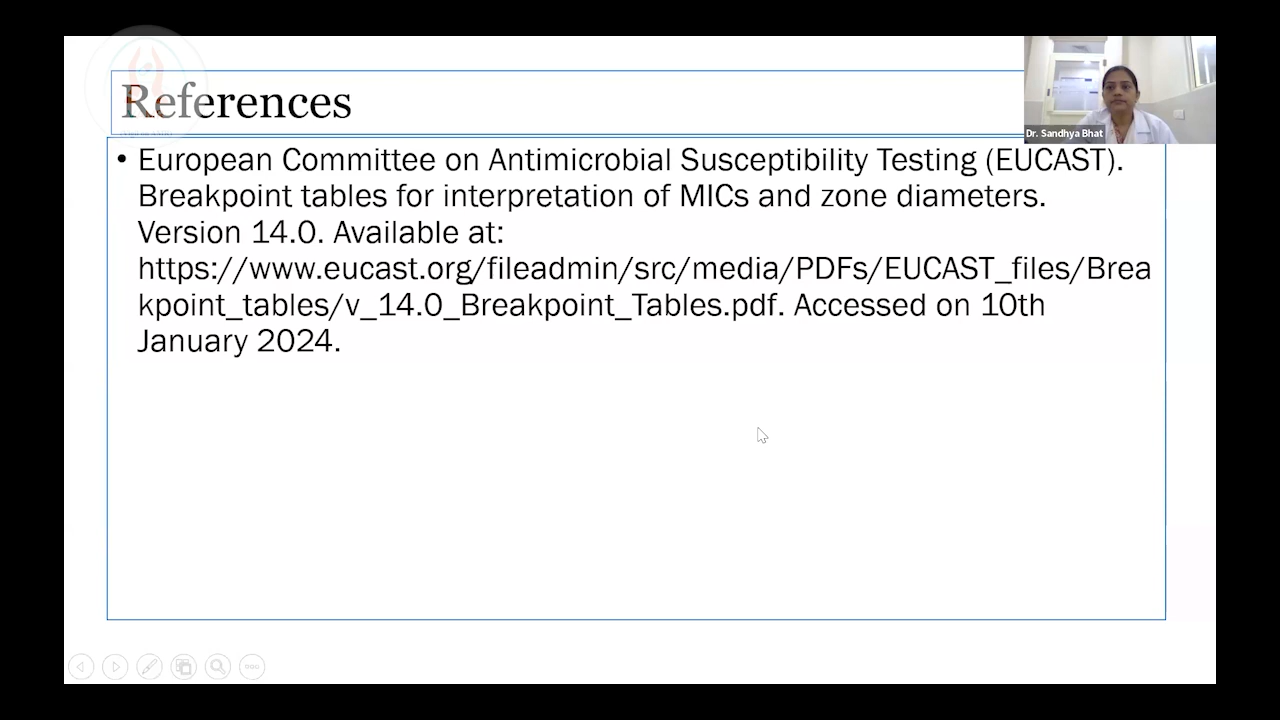 References
Dr. Sandhya Bhat
• European Committee on Antimicrobial Susceptibility Testing (EUCAST).
Breakpoint tables for interpretation of MICs and zone diameters.
Version 14.0. Available at:
https://www.eucast.org/fileadmin/src/media/PDFs/EUCAST_files/Brea
kpoint_tables/v_14.0_Breakpoint_Tables.pdf. Accessed on 10th
January 2024.